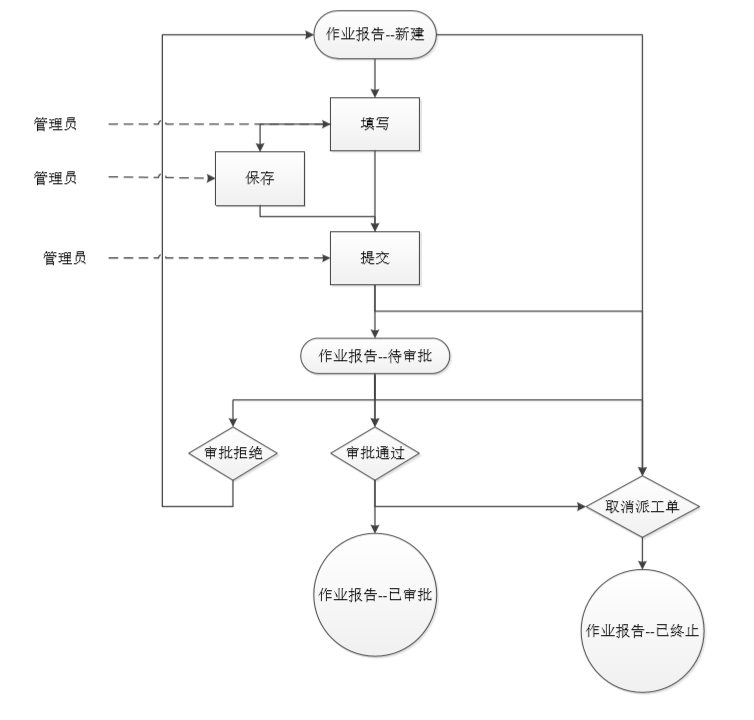 作业报告--新建
管理员
填写
管理员
保存
管理员
提交
作业报告--待审批
审批拒绝
审批通过
取消派工单
作业报告--已审批
作业报告--已终止